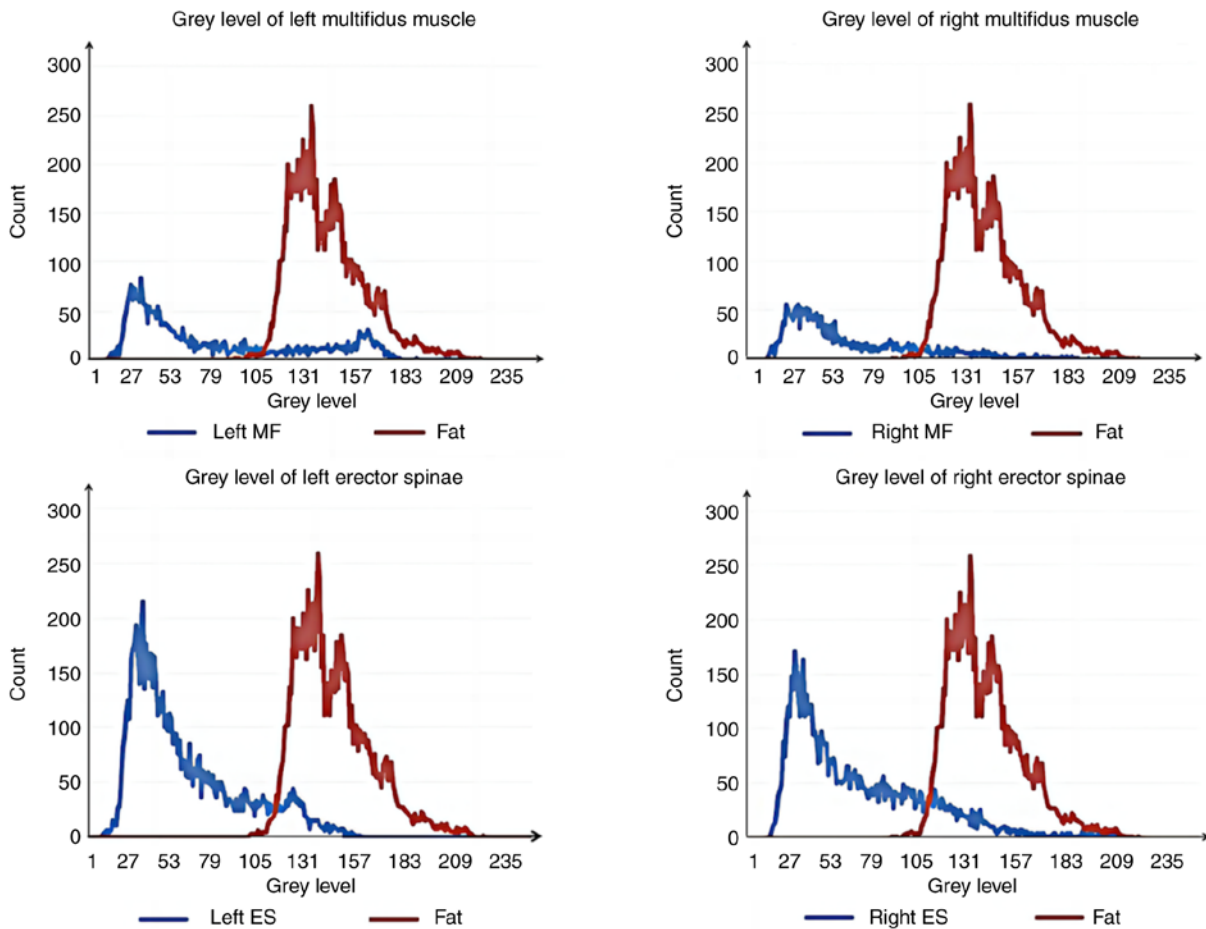 Grey level of left multifidus muscle
300
250
200
150
100
50
0
Count
1 27 53 79 105 131 157 183 209 235
Grey level
Left MF Fat
Grey level of right multifidus muscle
300
250
200
150
100
50
0
Count
1 27 53 79 105 131 157 183 209 235
Grey level
Right MF Fat
Grey level of left erector spinae
300
250
200
150
100
50
0
Count
1 27 53 79 105 131 157 183 209 235
Grey level
Left ES Fat
Grey level of right erector spinae
300
250
200
150
100
50
0
Count
1 27 53 79 105 131 157 183 209 235
Grey level
Right ES Fat